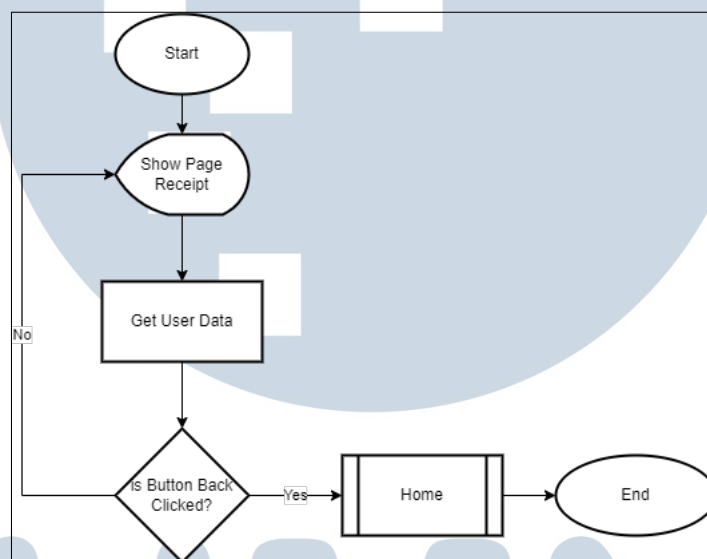 Start
Show Page
Receipt
Get User Data
No
Is Button Back
Clicked?
Yes
Home
End